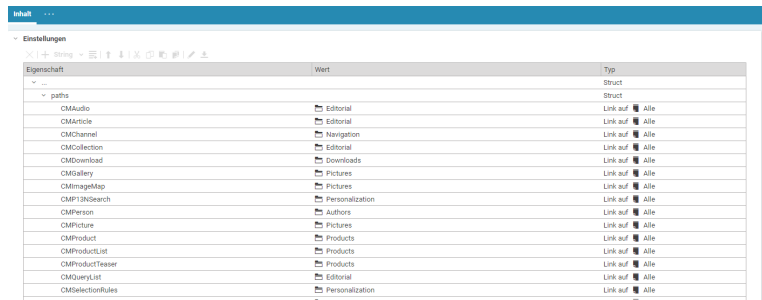 Inhalt ...
Einstellungen
String
Eigenschaft Wert Typ
... Struct
paths Struct
CMAudio Editorial Link auf Alle
CMArticle Editorial Link auf Alle
CMChannel Navigation Link auf Alle
CMCollection Editorial Link auf Alle
CMDownload Downloads Link auf Alle
CMGallery Pictures Link auf Alle
CMImageMap Pictures Link auf Alle
CMP13NSearch Personalization Link auf Alle
CMPerson Authors Link auf Alle
CMPicture Pictures Link auf Alle
CMProduct Products Link auf Alle
CMProductList Products Link auf Alle
CMProductTeaser Products Link auf Alle
CMQueryList Editorial Link auf Alle
CMSelectionRules Personalization Link auf Alle